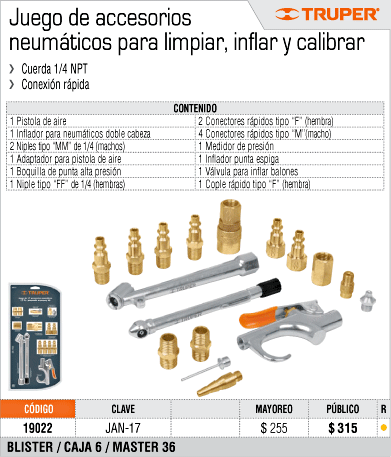 Juego de accesorios
neumáticos para limpiar, inflar y calibrar
TRUPER®
Cuerda 1/4 NPT
Conexión rápida
CONTENIDO
1 Pistola de aire
2 Conectores rápidos tipo "F" (hembra)
1 Inflador para neumáticos doble cabeza
4 Conectores rápidos tipo "M"(macho)
2 Niples tipo "MM" de 1/4 (machos)
1 Medidor de presión
1 Adaptador para pistola de aire
1 Inflador punta espiga
1 Boquilla de punta alta presión
1 Válvula para inflar balones
1 Niple tipo "FF" de 1/4 (hembras)
1 Cople rápido tipo "F" (hembra)
TRUPER
TRUPER
CÓDIGO CLAVE MAYOREO PÚBLICO R
19022 JAN-17 $ 255 $ 315
BLISTER / CAJA 6 / MASTER 36